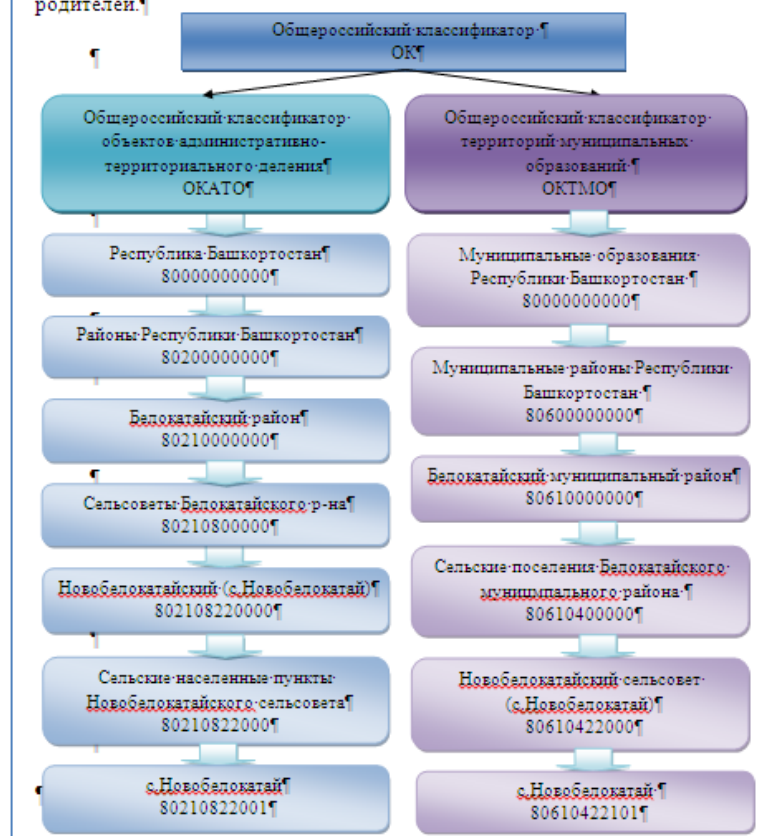 родителей.¶
Общероссийский·классификатор·¶
ОК¶
¶
Общероссийский·классификатор·
объектов·административно-
территориального·деления¶
ОКАТО¶
Республика·Башкортостан¶
80000000000¶
Районы·Республики·Башкортостан¶
80200000000¶
Белокатайский·район¶
80210000000¶
Сельсоветы·Белокатайского·р-на¶
80210800000¶
Новобелокатайский·(с.Новобелокатай)¶
802108220000¶
Сельские·населенные·пункты·
Новобелокатайского·сельсовета¶
80210822000¶
с.Новобелокатай¶
80210822001¶
Общероссийский·классификатор·
территорий·муниципальных·
образований·¶
ОКТМО¶
Муниципальные·образования·
Республики·Башкортостан·¶
80000000000¶
Муниципальные·районы·Республики·
Башкортостан·¶
80600000000¶
Белокатайский·муниципальный·район¶
80610000000¶
Сельские·поселения·Белокатайского·
муницмпального·района·¶
80610400000¶
Новобелокатайский·сельсовет·
(с.Новобелокатай)¶
80610422000¶
с.Новобелокатай·¶
80610422101¶